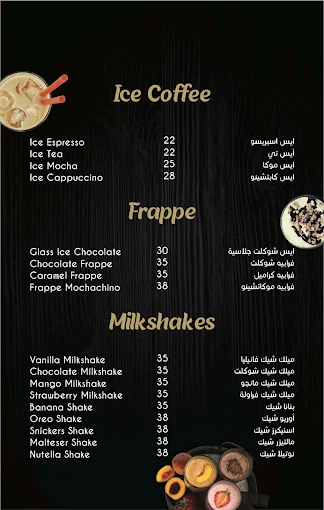 Ice Coffee
Ice Espresso 22 ايس اسبريسو
Ice Tea 22 ايس تي
Ice Mocha 25 ايس موكا
Ice Cappuccino 28 ايس كابتشينو
Frappe
Glass Ice Chocolate 30 ايس شوكلت جلاسية
Chocolate Frappe 35 فرابيه شوكلت
Caramel Frappe 35 فرابيه كراميل
Frappe Mochachino 38 فرابيه موكاتشينو
Milkshakes
Vanilla Milkshake 35 ميلك شيك فانيليا
Chocolate Milkshake 35 ميلك شيك شوكلت
Mango Milkshake 35 ميلك شيك مانجو
Strawberry Milkshake 35 ميلك شيك فراولة
Banana Shake 35 بنانا شيك
Oreo Shake 38 أوريو شيك
Snickers Shake 38 اسنيكرز شيك
Malteser Shake 38 مالتيزر شيك
Nutella Shake 38 نوتيلا شيك